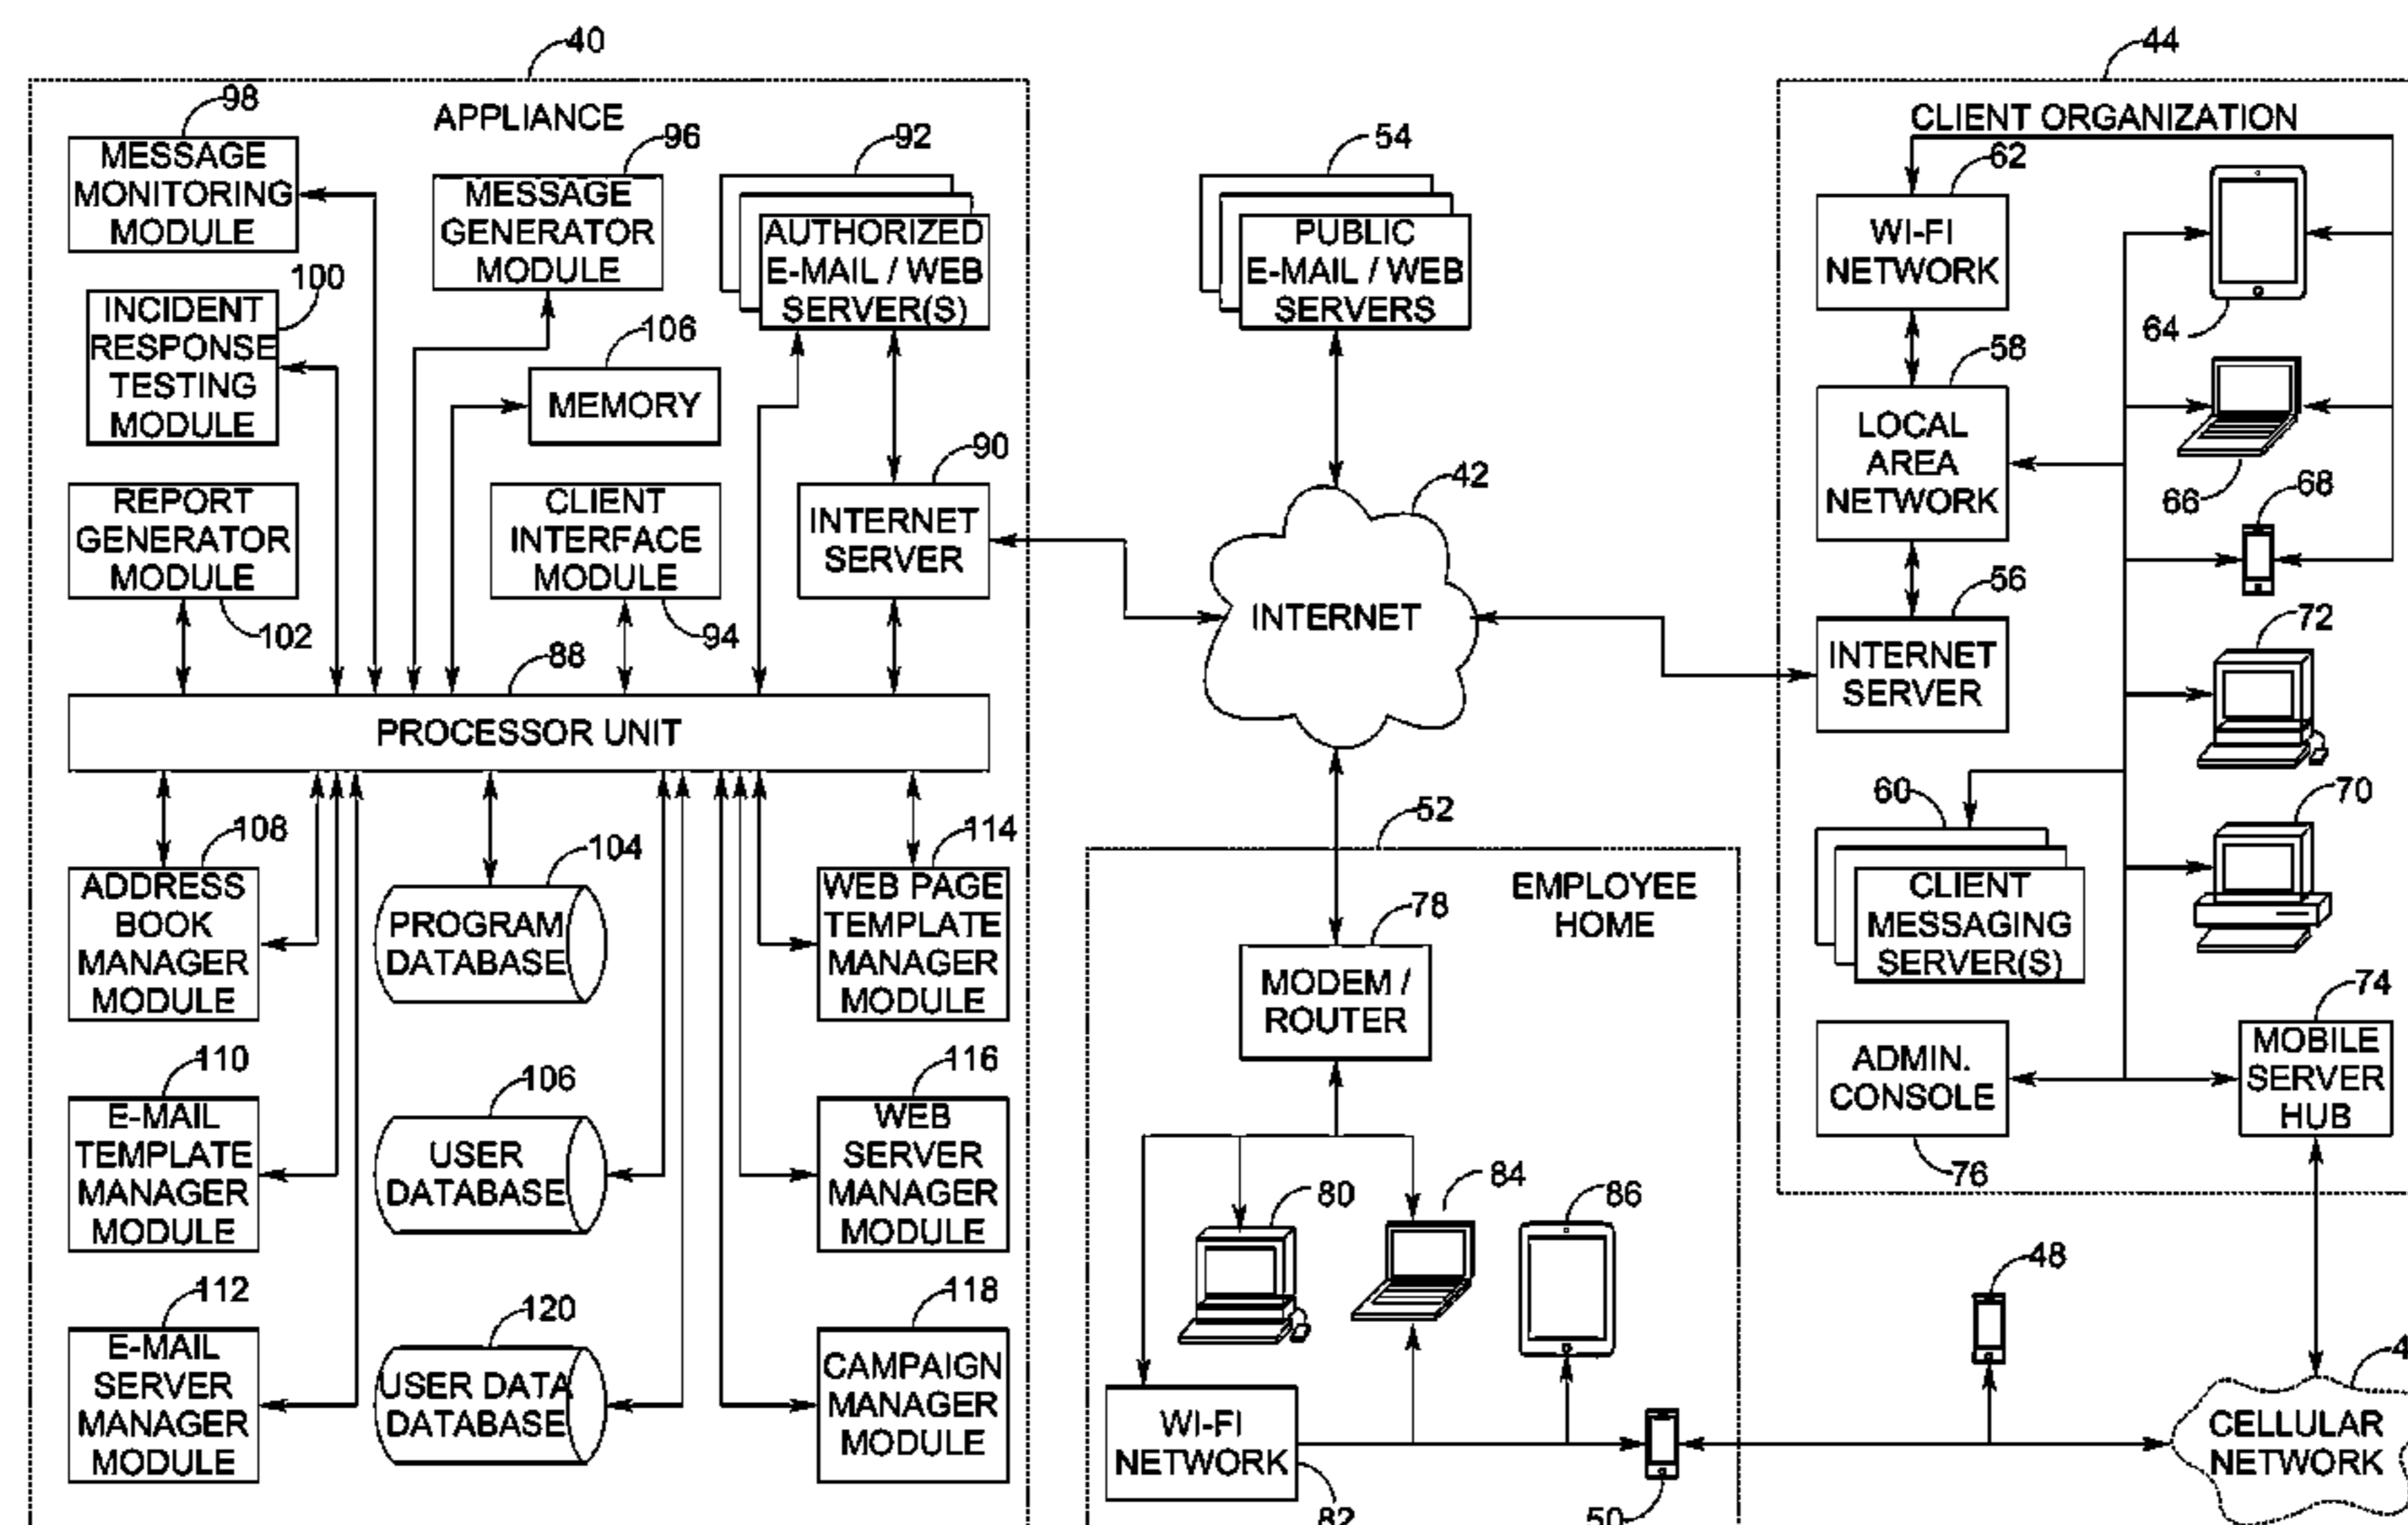 40
APPLIANCE
98
MESSAGE
MONITORING
MODULE
96
MESSAGE
GENERATOR
MODULE
92
AUTHORIZED
E-MAIL / WEB
SERVER(S)
100
INCIDENT
RESPONSE
TESTING
MODULE
106
MEMORY
90
INTERNET
SERVER
REPORT
GENERATOR
MODULE
102
CLIENT
INTERFACE
MODULE
94
88
PROCESSOR UNIT
108
ADDRESS
BOOK
MANAGER
MODULE
104
PROGRAM
DATABASE
114
WEB PAGE
TEMPLATE
MANAGER
MODULE
110
E-MAIL
TEMPLATE
MANAGER
MODULE
106
USER
DATABASE
116
WEB
SERVER
MANAGER
MODULE
112
E-MAIL
SERVER
MANAGER
MODULE
120
USER DATA
DATABASE
118
CAMPAIGN
MANAGER
MODULE
54
PUBLIC
E-MAIL / WEB
SERVERS
42
INTERNET
52
EMPLOYEE
HOME
78
MODEM /
ROUTER
80
84
86
WI-FI
NETWORK
82
50
44
CLIENT ORGANIZATION
62
WI-FI
NETWORK
64
58
LOCAL
AREA
NETWORK
66
68
56
INTERNET
SERVER
72
60
CLIENT
MESSAGING
SERVER(S)
70
74
MOBILE
SERVER
HUB
ADMIN.
CONSOLE
76
48
CELLULAR
NETWORK